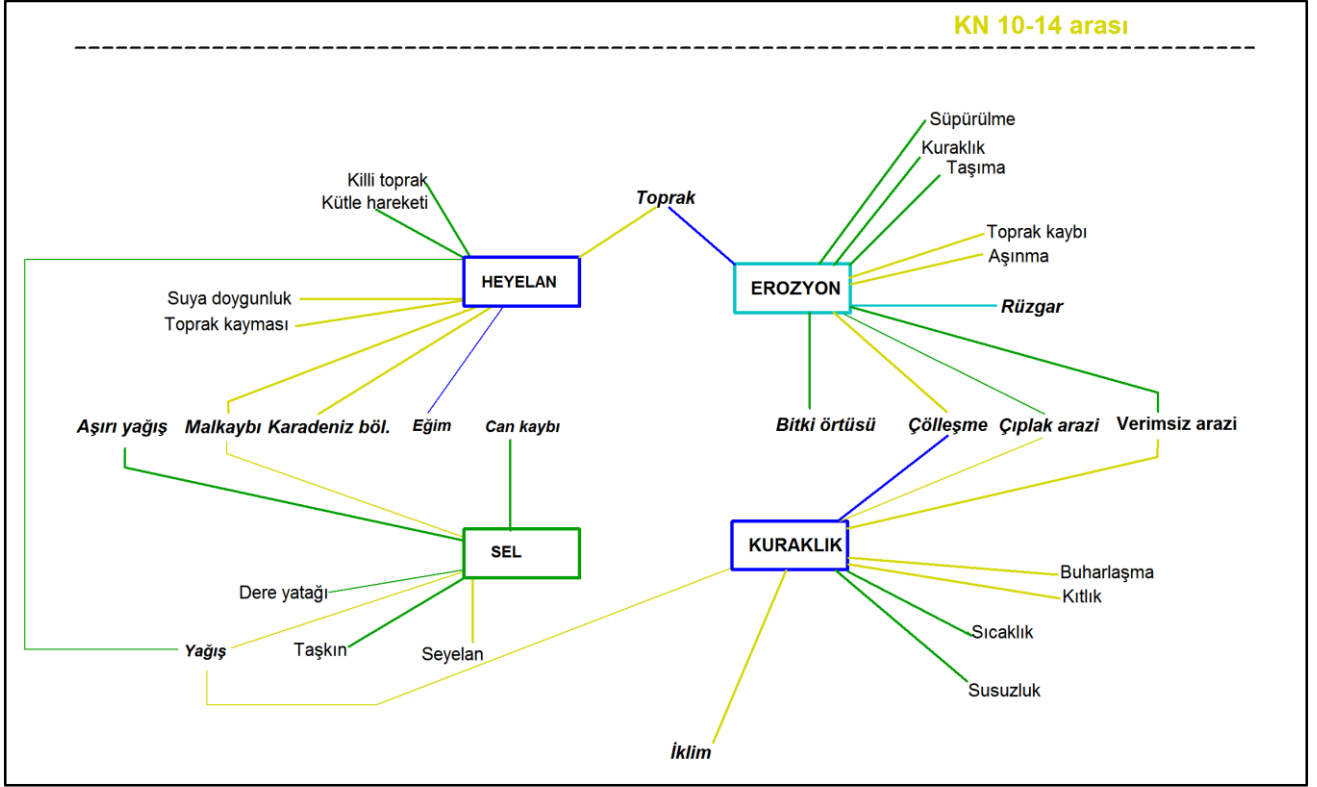 KN 10-14 arası
Süpürülme
Kuraklık
Taşıma
Killi toprak
Kütle hareketi
Toprak
Toprak kaybı
Aşınma
HEYELAN
EROZYON
Suya doygunluk
Toprak kayması
Rüzgar
Aşırı yağış
Malkaybı
Karadeniz böl.
Eğim
Can kaybı
Bitki örtüsü
Çölleşme
Çıplak arazi
Verimsiz arazi
SEL
KURAKLIK
Dere yatağı
Buharlaşma
Kıtlık
Yağış
Taşkın
Seyelan
Sıcaklık
Susuzluk
İklim